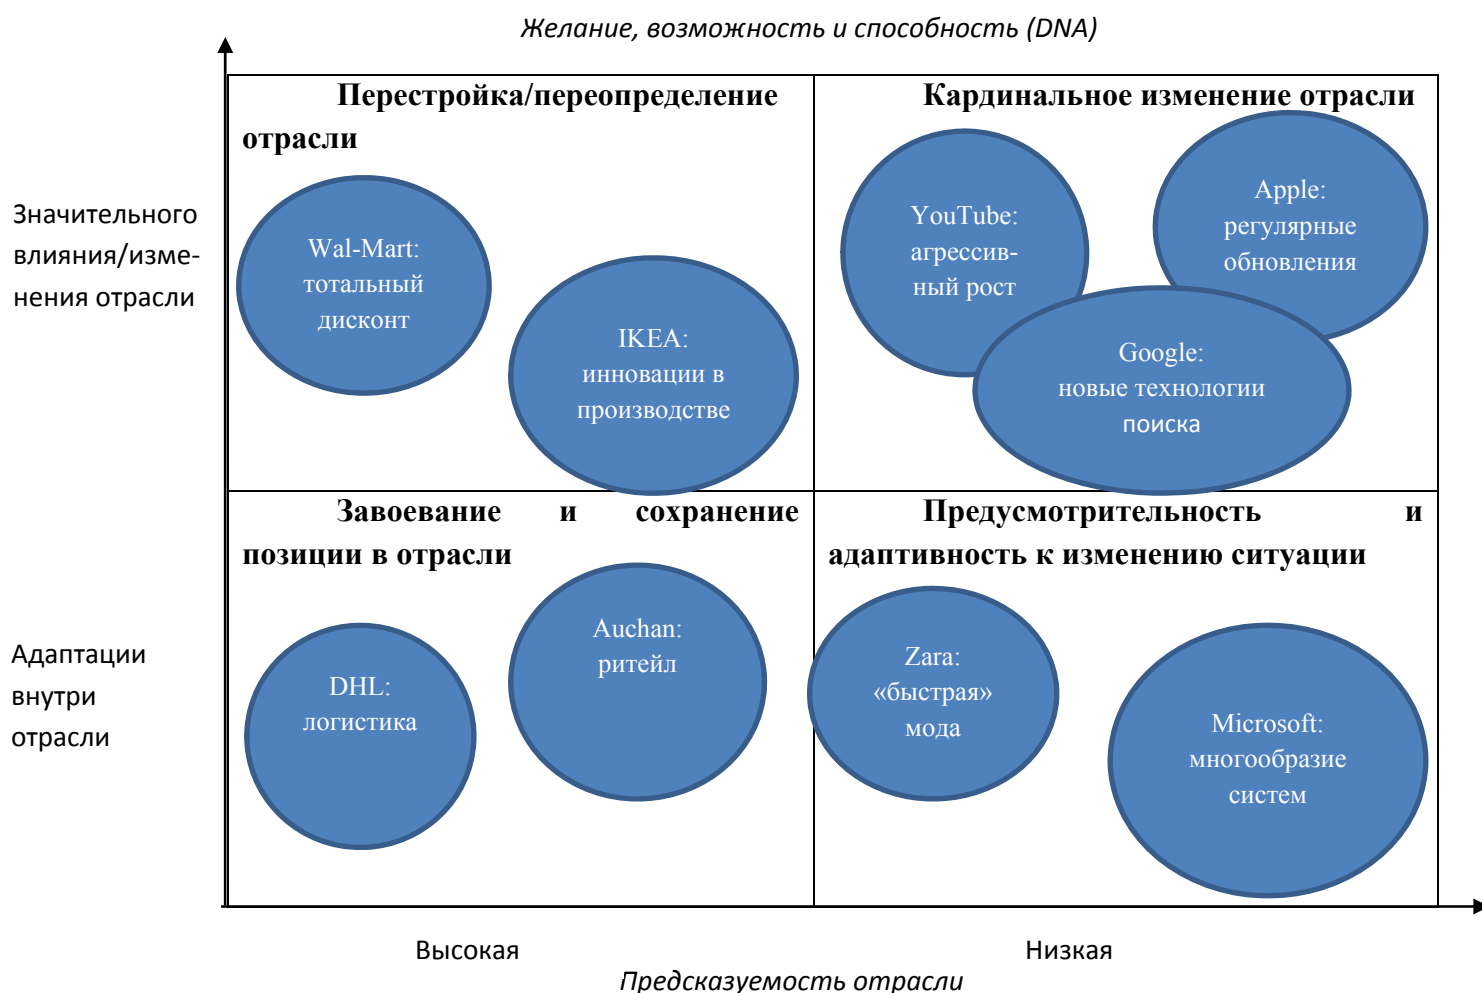 Желание, возможность и способность (DNA)
Перестройка/переопределение
отрасли
Кардинальное изменение отрасли
Значительного
влияния/изме-
нения отрасли
Wal-Mart:
тотальный
дисконт
IKEA:
инновации в
производстве
YouTube:
агрессив-
ный рост
Apple:
регулярные
обновления
Google:
новые технологии
поиска
Завоевание и сохранение
позиции в отрасли
Предусмотрительность и
адаптивность к изменению ситуации
Адаптации
внутри
отрасли
DHL:
логистика
Auchan:
ритейл
Zara:
«быстрая»
мода
Microsoft:
многообразие
систем
Высокая
Низкая
Предсказуемость отрасли